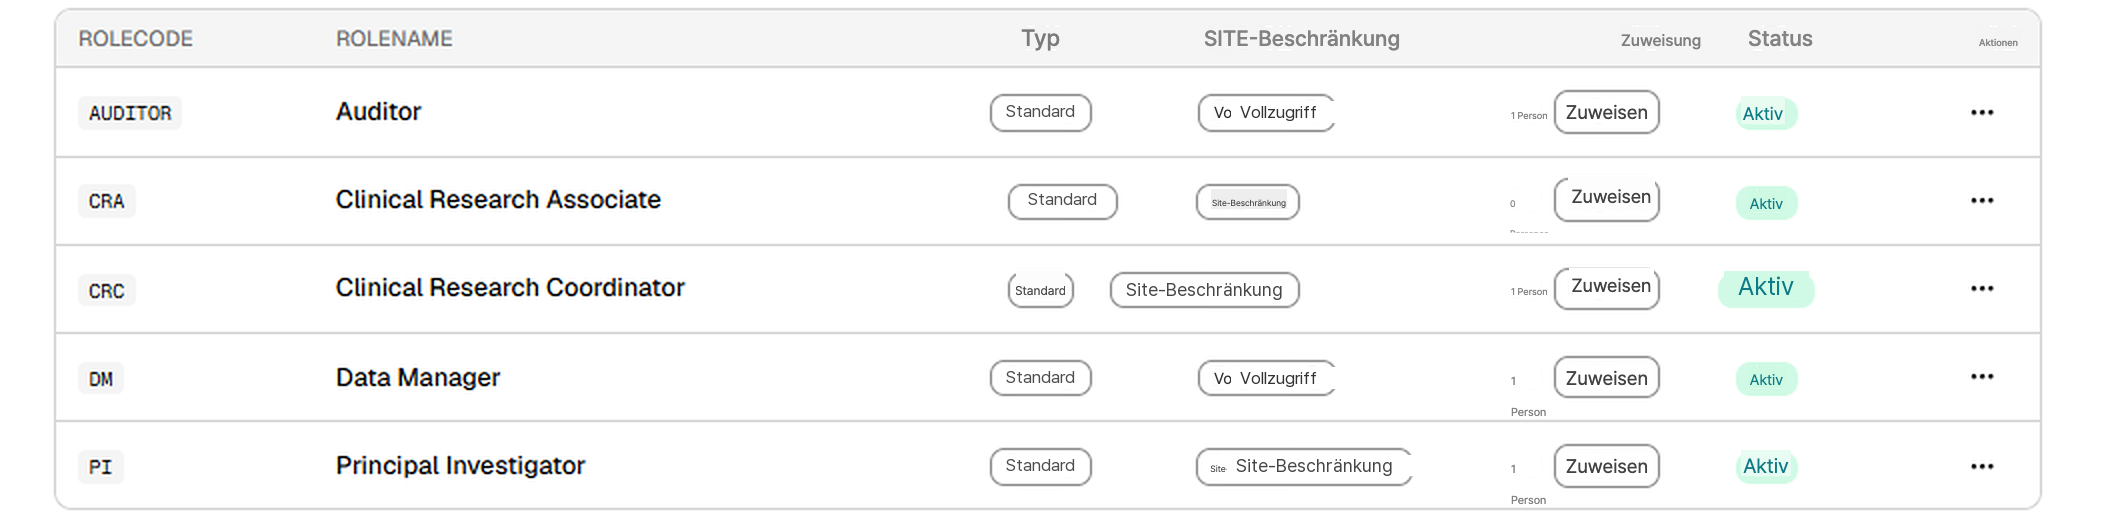 ROLECODE ROLENAME Typ SITE-Beschränkung Zuweisung Status Aktionen
AUDITOR Auditor Standard Vo Vollzugriff 1 Person Zuweisen Aktiv
CRA Clinical Research Associate Standard Site-Beschränkung 0 Zuweisen Aktiv
CRC Clinical Research Coordinator Standard Site-Beschränkung 1 Person Zuweisen Aktiv
DM Data Manager Standard Vo Vollzugriff 1 Zuweisen Aktiv
Person
PI Principal Investigator Standard Site- Site-Beschränkung 1 Zuweisen Aktiv
Person